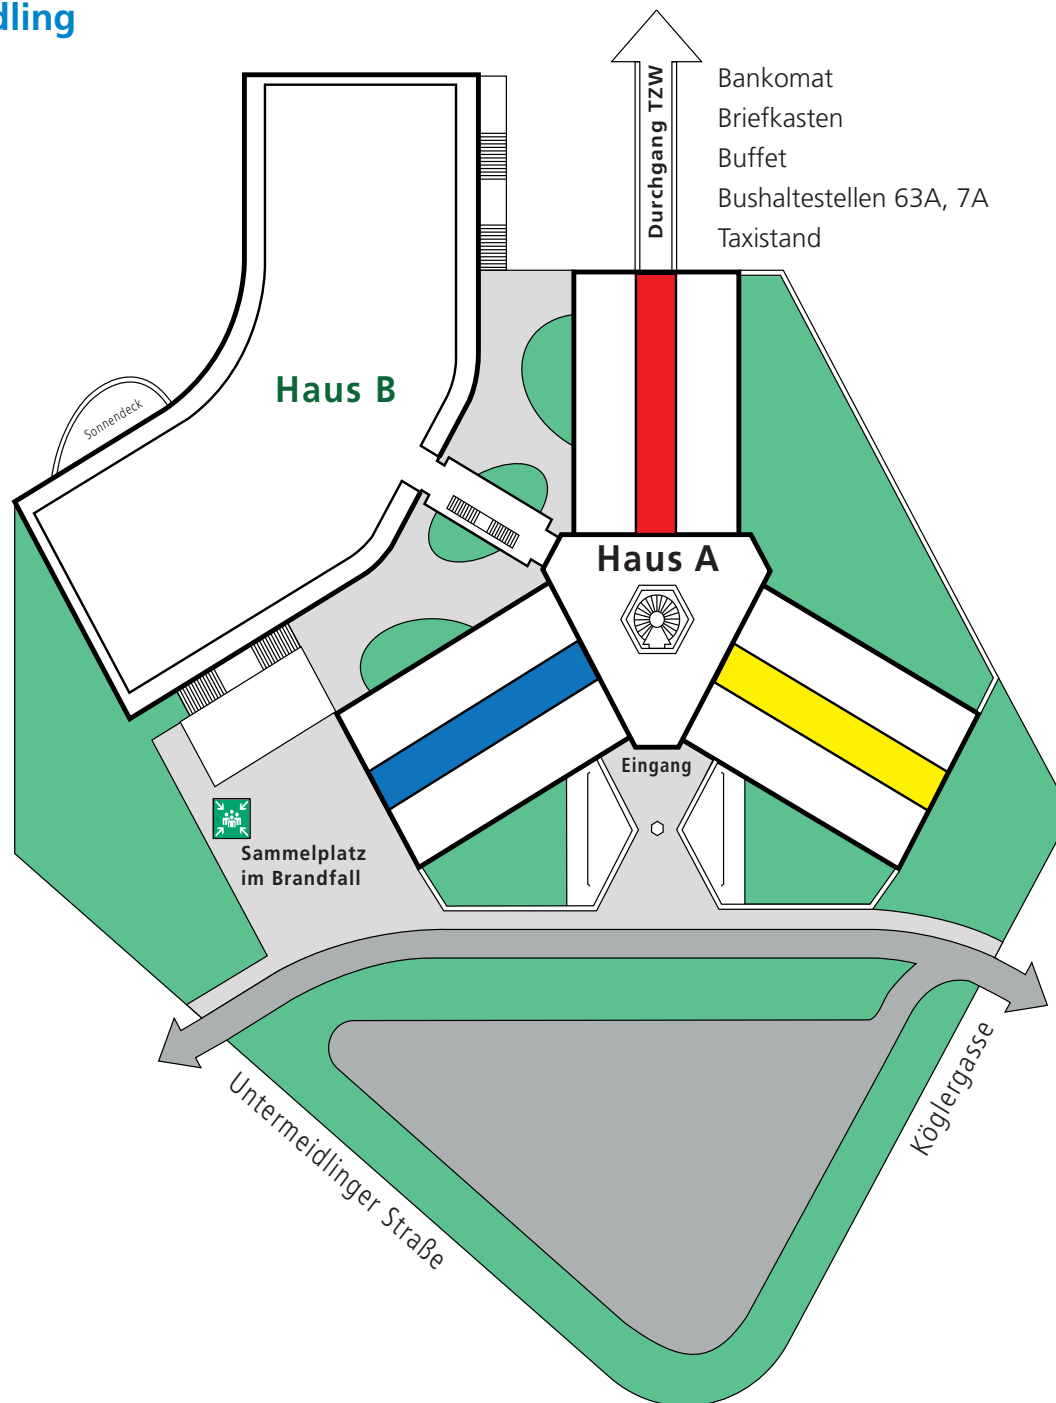 dling
Durchgang TZW
Bankomat
Briefkasten
Buffet
Bushaltestellen 63A, 7A
Taxistand
Haus B
Sonnendeck
Haus A
Eingang
Sammelplatz
im Brandfall
Untermeidlinger Straße
Köglergasse